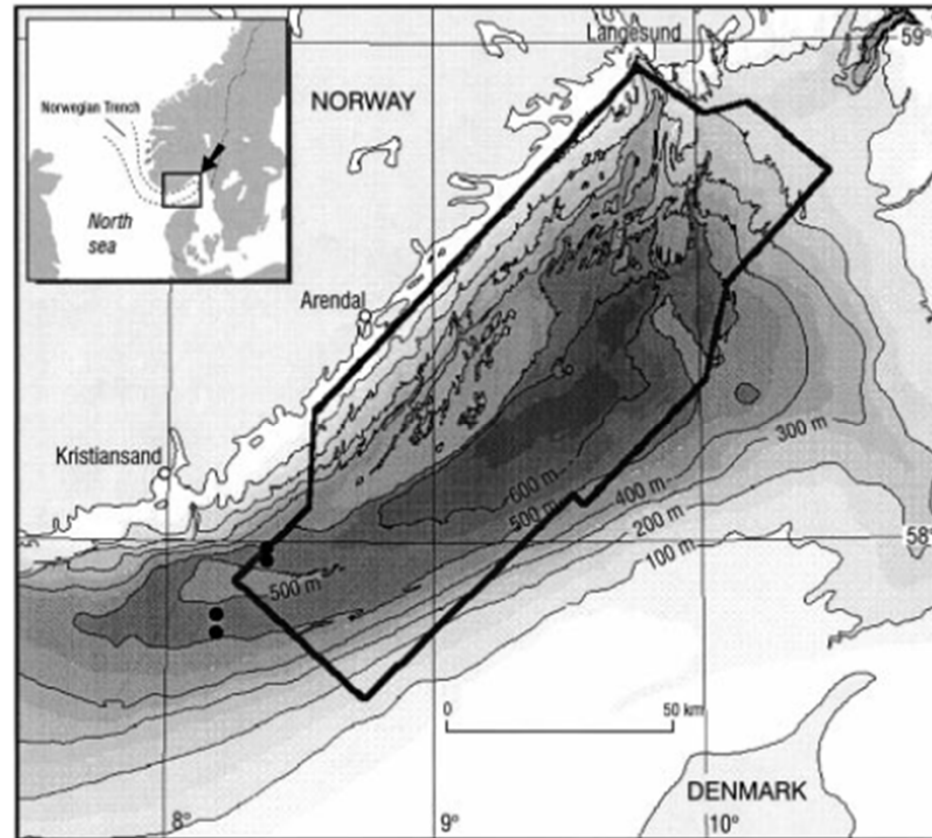 Langesund
59°
Norwegian Trench
NORWAY
North
sea
Arendal
Kristiansand
300 m
600 m
400 m
500 m
200 m
100 m
58°
500 m
0
50 km
DENMARK
8°
9°
10°